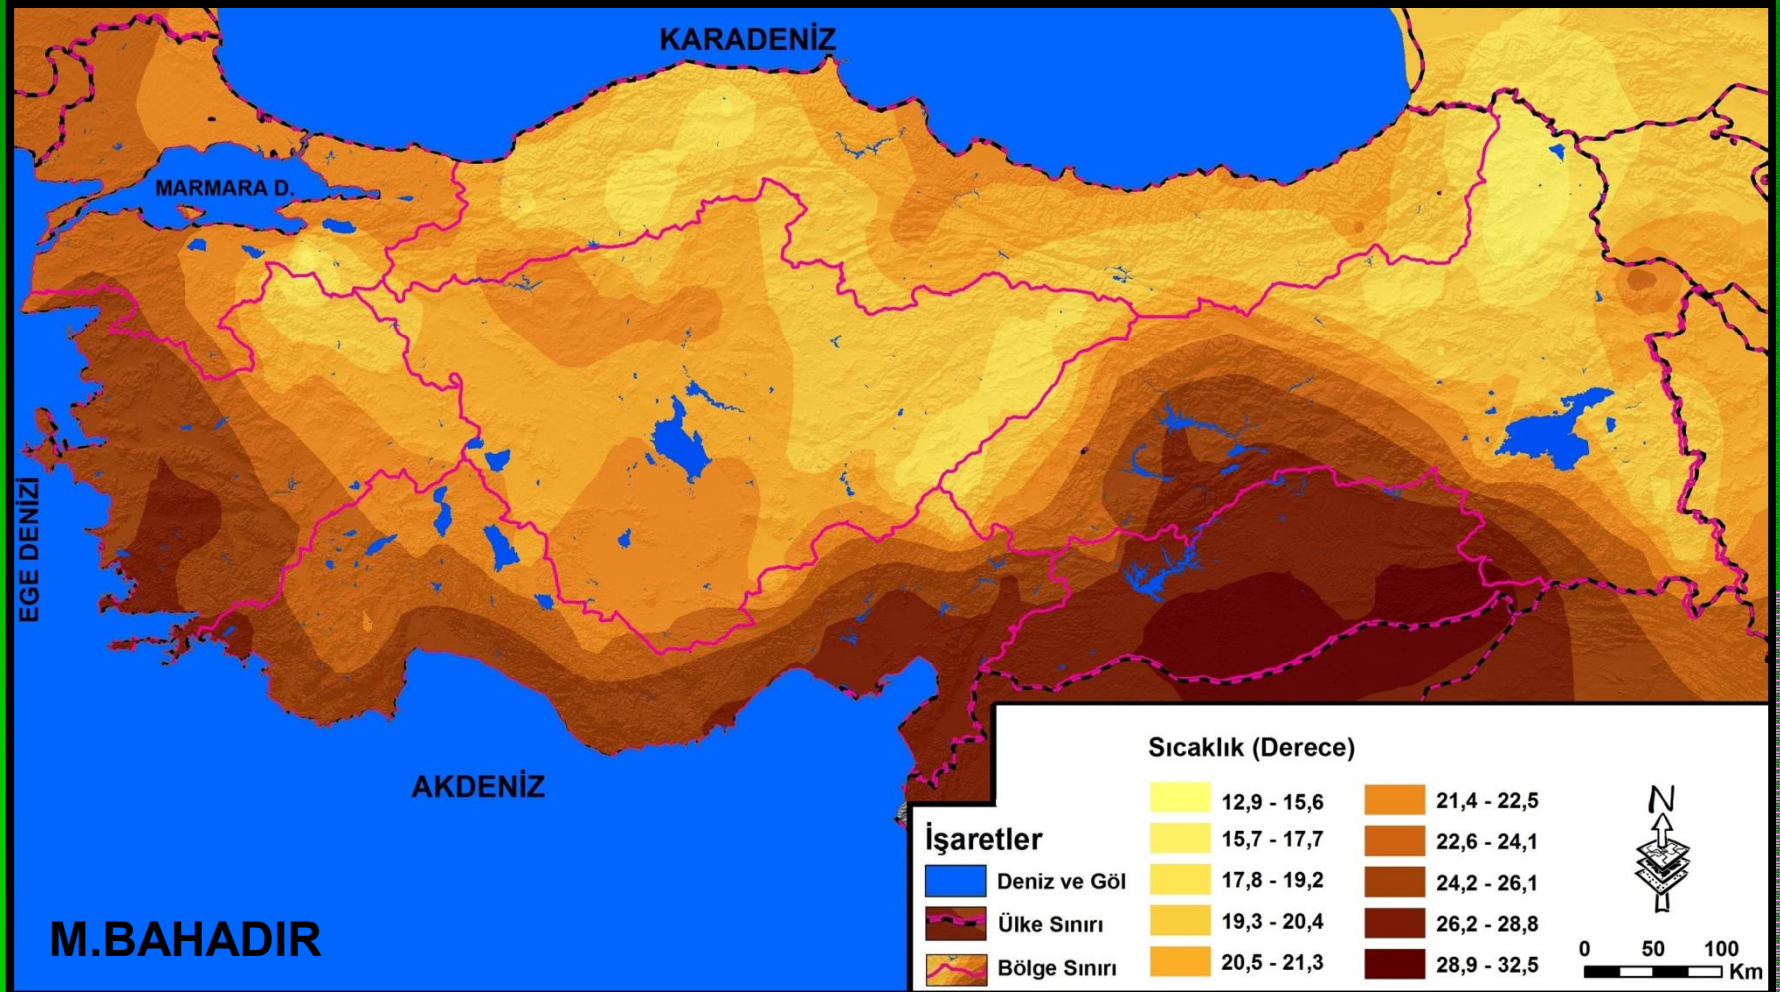 KARADENİZ
MARMARA D.
EGE DENİZİ
AKDENİZ
M.BAHADIR
İşaretler
Deniz ve Göl
Ülke Sınırı
Bölge Sınırı
Sıcaklık (Derece)
12,9 - 15,6
15,7 - 17,7
17,8 - 19,2
19,3 - 20,4
20,5 - 21,3
21,4 - 22,5
22,6 - 24,1
24,2 - 26,1
26,2 - 28,8
28,9 - 32,5
N
0 50 100
Km